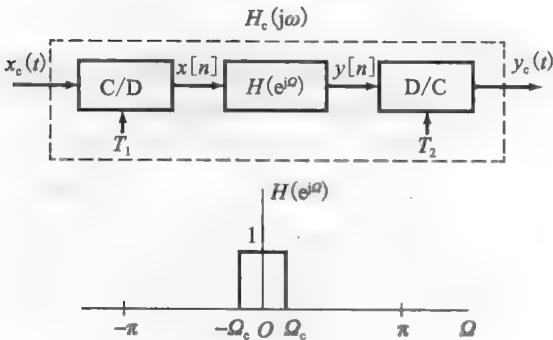 H_c(jω)
x_c(t) C/D x[n] H(e^{jΩ}) y[n] D/C y_c(t)
T_1 T_2
H(e^{jΩ})
1
-π -Ω_c O Ω_c π Ω